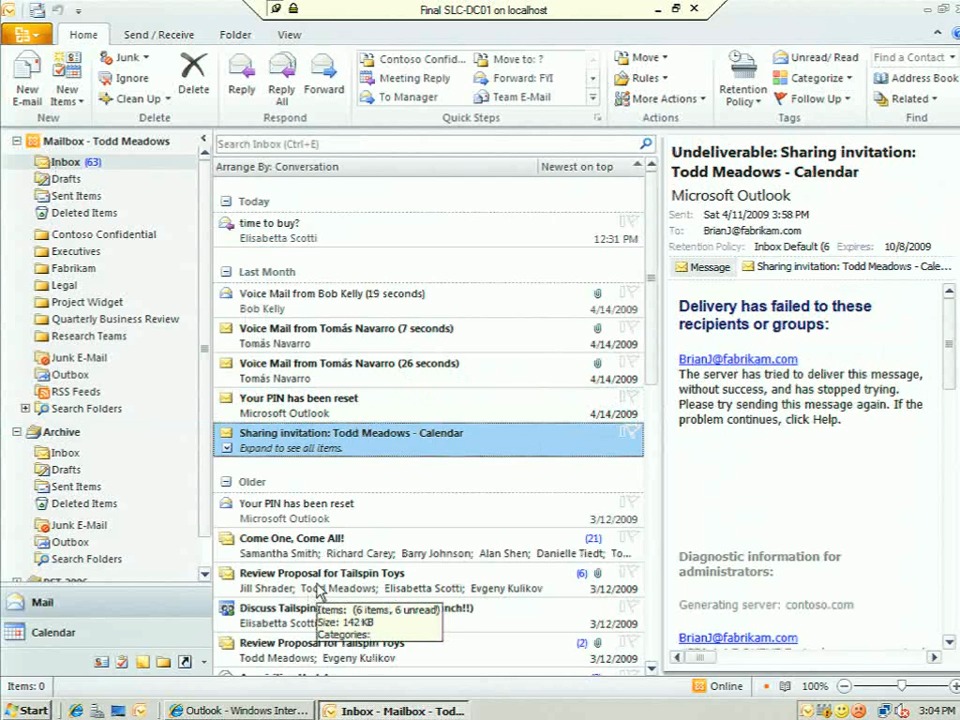 Final SLC-DC01 on localhost
Home
Send / Receive
Folder
View
New E-mail
New Items
Junk
Ignore
Clean Up
Delete
Reply
Reply All
Forward
Contoso Confid...
Meeting Reply
To Manager
Move to: ?
Forward: FYI
Team E-Mail
Move
Rules
More Actions
Retention Policy
Unread/Read
Categorize
Follow Up
Find a Contact
Address Book
Related
New
Delete
Respond
Quick Steps
Actions
Tags
Find
Mailbox - Todd Meadows
Inbox (63)
Drafts
Sent Items
Deleted Items
Contoso Confidential
Executives
Fabrikam
Legal
Project Widget
Quarterly Business Review
Research Teams
Junk E-Mail
Outbox
RSS Feeds
Search Folders
Archive
Inbox
Drafts
Sent Items
Deleted Items
Junk E-Mail
Outbox
Search Folders
Mail
Calendar
Search Inbox (Ctrl+E)
Arrange By: Conversation
Newest on top
Today
time to buy?
Elisabetta Scotti
12:31 PM
Last Month
Voice Mail from Bob Kelly (19 seconds)
Bob Kelly
4/14/2009
Voice Mail from Tomás Navarro (7 seconds)
Tomás Navarro
4/14/2009
Voice Mail from Tomás Navarro (26 seconds)
Tomás Navarro
4/14/2009
Your PIN has been reset
Microsoft Outlook
4/14/2009
Sharing invitation: Todd Meadows - Calendar
Expand to see all items.
Older
Your PIN has been reset
Microsoft Outlook
3/12/2009
Come One, Come All!
(21)
Samantha Smith; Richard Carey; Barry Johnson; Alan Shen; Danielle Tiedt; To...
Review Proposal for Tailspin Toys
(6)
Jill Shrader; Todd Meadows; Elisabetta Scotti; Evgeny Kulikov
3/12/2009
Discuss Tailspin
nch!!)
Elisabetta Scotti
3/12/2009
Items: (6 items, 6 unread)
Size: 142 KB
Categories:
Review Proposal for Tailspin Toys
(2)
Todd Meadows; Evgeny Kulikov
3/12/2009
Undeliverable: Sharing invitation:
Todd Meadows - Calendar
Microsoft Outlook
Sent: Sat 4/11/2009 3:58 PM
To: BrianJ@fabrikam.com
Retention Policy: Inbox Default (6 Expires: 10/8/2009
Message
Sharing invitation: Todd Meadows - Cale...
Delivery has failed to these
recipients or groups:
BrianJ@fabrikam.com
The server has tried to deliver this message,
without success, and has stopped trying.
Please try sending this message again. If the
problem continues, click Help.
Diagnostic information for
administrators:
Generating server: contoso.com
BrianJ@fabrikam.com
Items: 0
Online
100%
Start
Outlook - Windows Inter...
Inbox - Mailbox - Tod...
3:04 PM